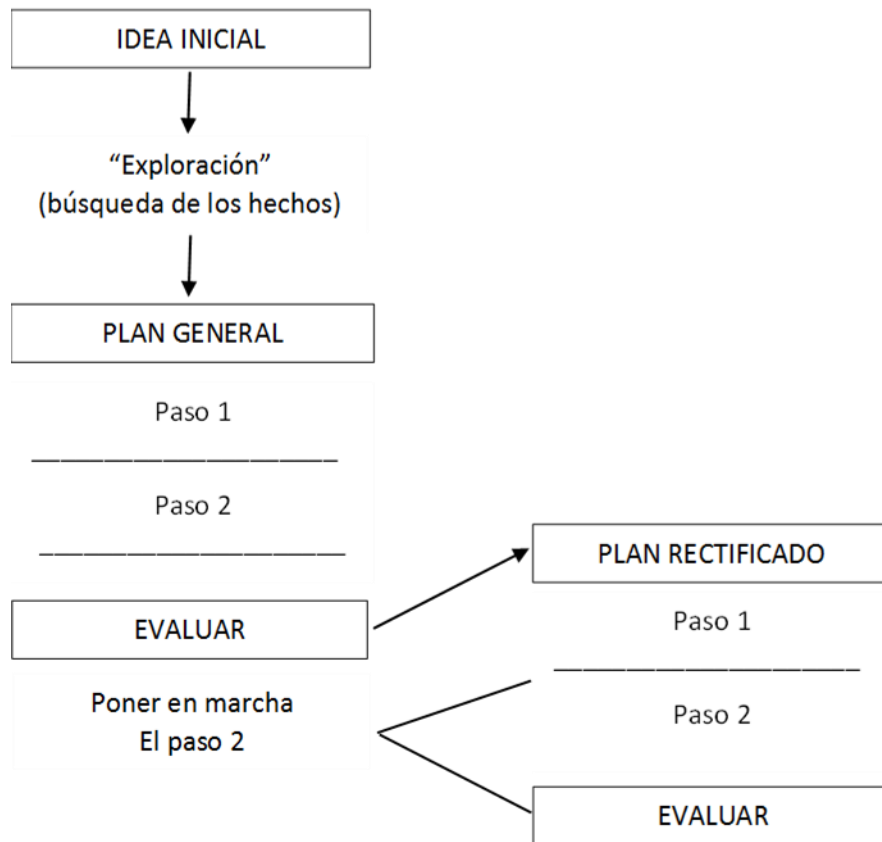 IDEA INICIAL
“Exploración”
(búsqueda de los hechos)
PLAN GENERAL
Paso 1
Paso 2
EVALUAR
Poner en marcha
El paso 2
PLAN RECTIFICADO
Paso 1
Paso 2
EVALUAR